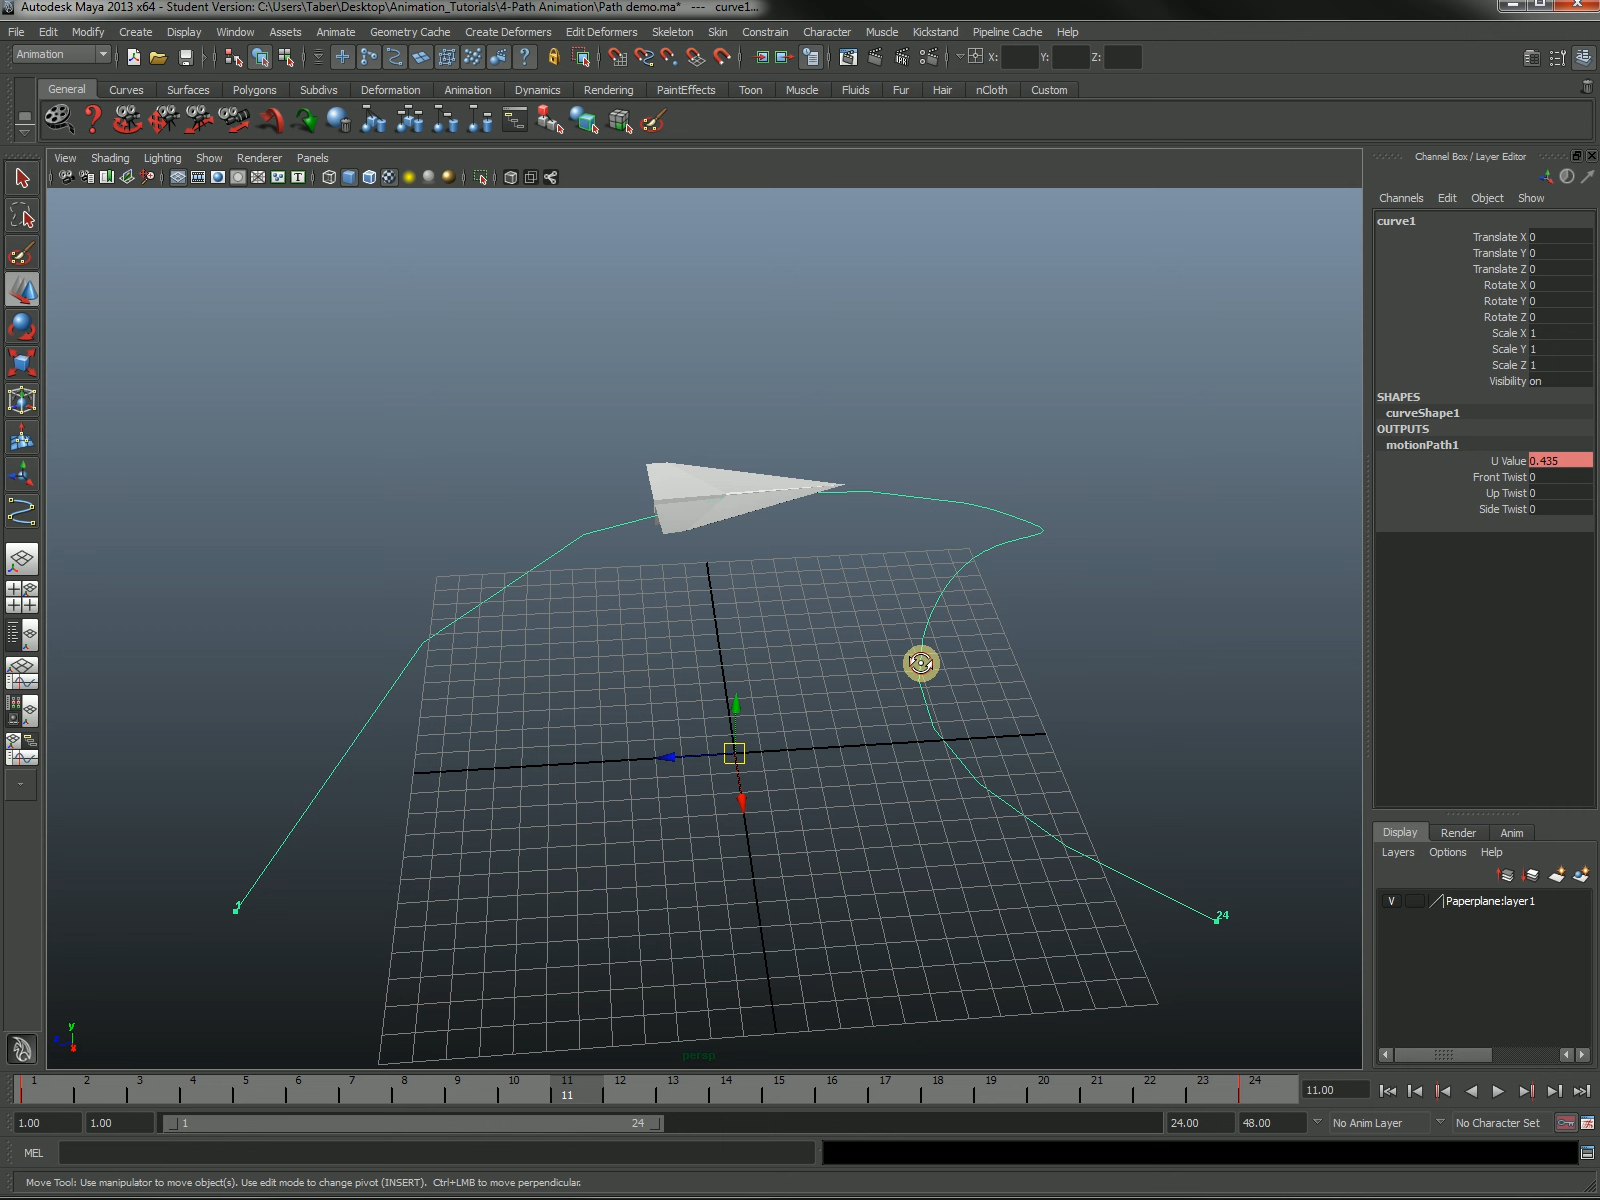 Autodesk Maya 2013 x64 - Student Version: C:\Users\Taber\Desktop\Animation_Tutorials\4-Path Animation\Path demo.ma* --- curve1...
File Edit Modify Create Display Window Assets Animate Geometry Cache Create Deformers Edit Deformers Skeleton Skin Constrain Character Muscle Kickstand Pipeline Cache Help
Animation X: Y: Z:
General Curves Surfaces Polygons Subdivs Deformation Animation Dynamics Rendering PaintEffects Toon Muscle Fluids Fur Hair nCloth Custom
View Shading Lighting Show Renderer Panels
Channel Box / Layer Editor
Channels Edit Object Show
curve1
Translate X 0
Translate Y 0
Translate Z 0
Rotate X 0
Rotate Y 0
Rotate Z 0
Scale X 1
Scale Y 1
Scale Z 1
Visibility on
SHAPES
curveShape1
OUTPUTS
motionPath1
U Value 0.435
Front Twist 0
Up Twist 0
Side Twist 0
1
24
y
x
persp
Display Render Anim
Layers Options Help
V Paperplane:layer1
1 2 3 4 5 6 7 8 9 10 11 12 13 14 15 16 17 18 19 20 21 22 23 24
11
11.00
1.00 1.00 1 24 24.00 48.00 No Anim Layer No Character Set
MEL
Move Tool: Use manipulator to move object(s). Use edit mode to change pivot (INSERT). Ctrl+LMB to move perpendicular.